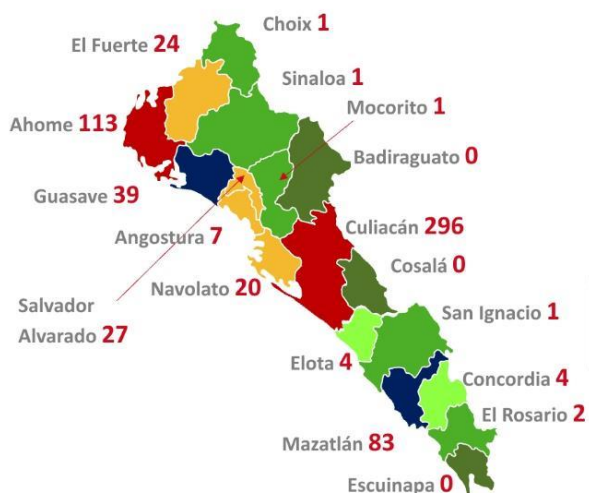 Choix 1
El Fuerte 24
Sinaloa 1
Mocorito 1
Ahome 113
Badiraguato 0
Guasave 39
Culiacán 296
Angostura 7
Cosalá 0
Navolato 20
Salvador
Alvarado 27
San Ignacio 1
Elota 4
Concordia 4
El Rosario 2
Mazatlán 83
Escuinapa 0